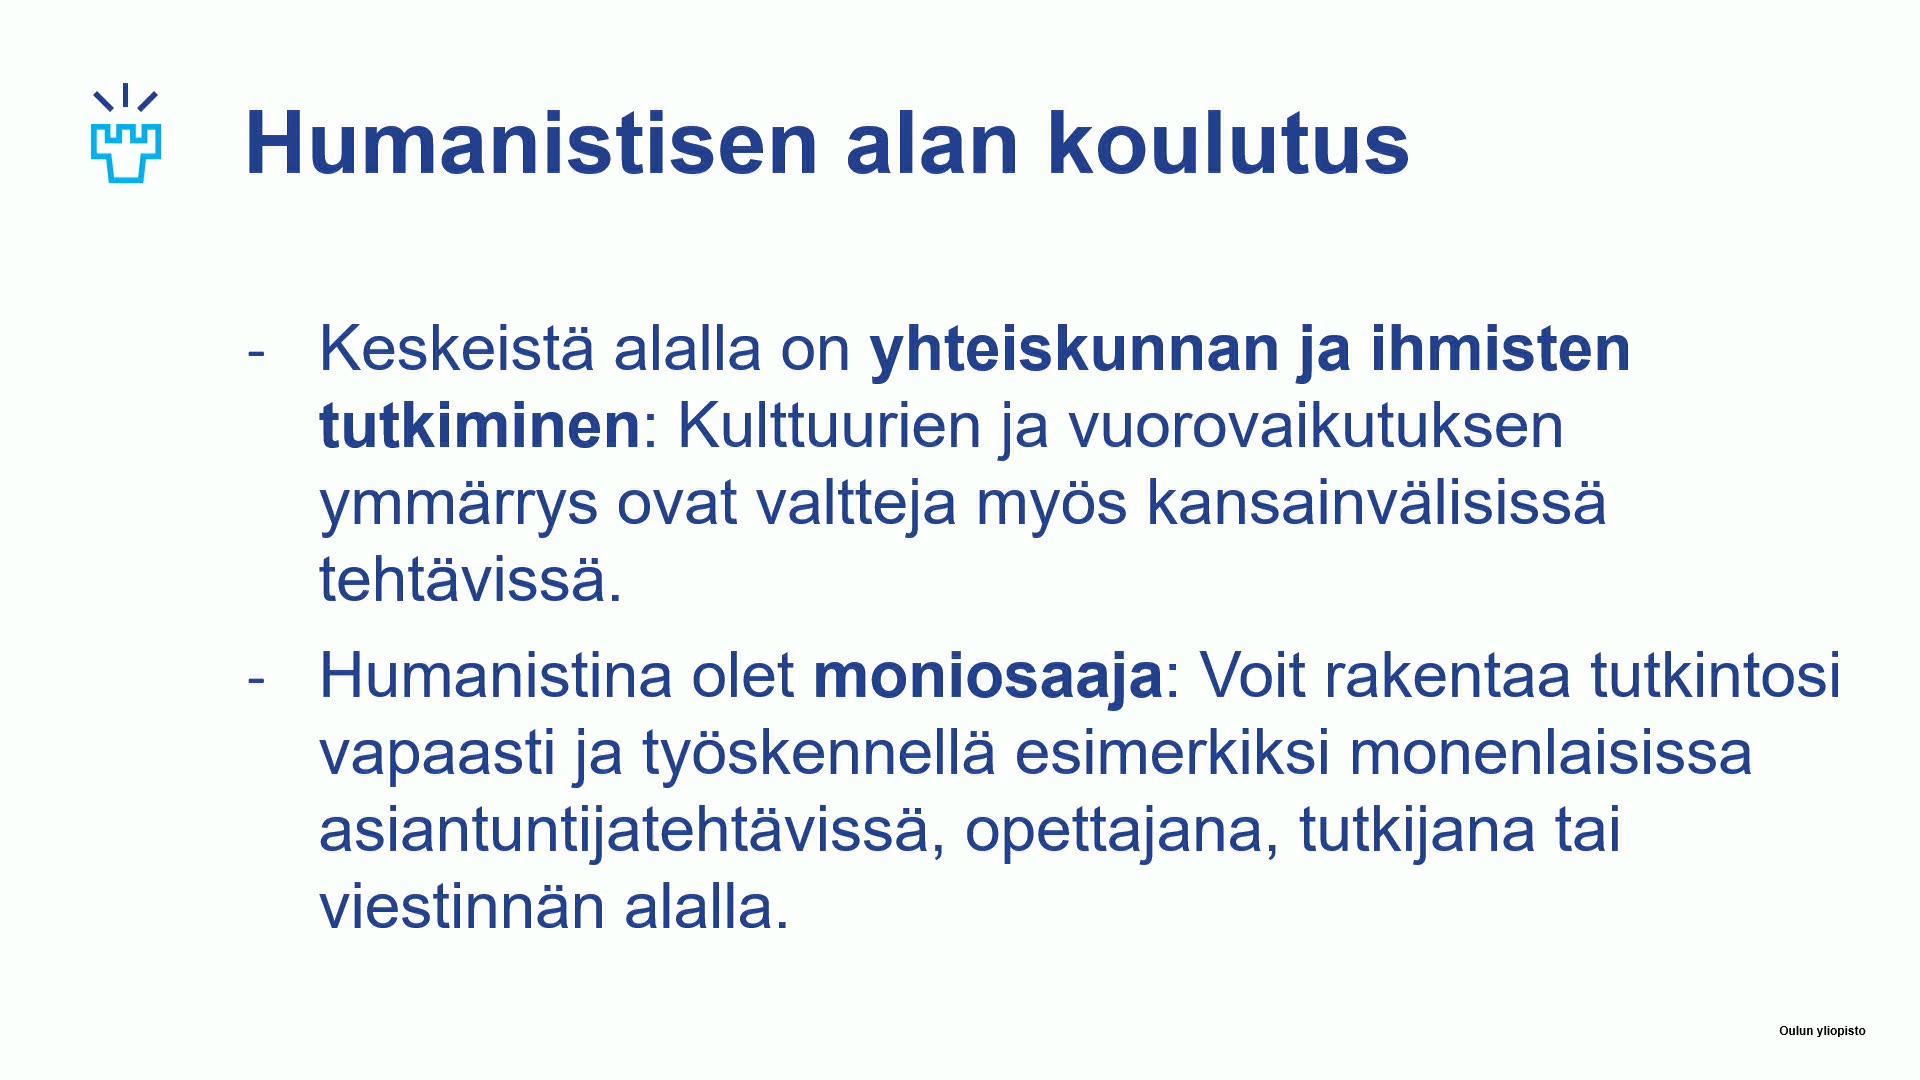 Humanistisen alan koulutus
- Keskeistä alalla on yhteiskunnan ja ihmisten
tutkiminen: Kulttuurien ja vuorovaikutuksen
ymmärrys ovat valtteja myös kansainvälisissä
tehtävissä.
- Humanistina olet moniosaaja: Voit rakentaa tutkintosi
vapaasti ja työskennellä esimerkiksi monenlaisissa
asiantuntijatehtävissä, opettajana, tutkijana tai
viestinnän alalla.
Oulun yliopisto